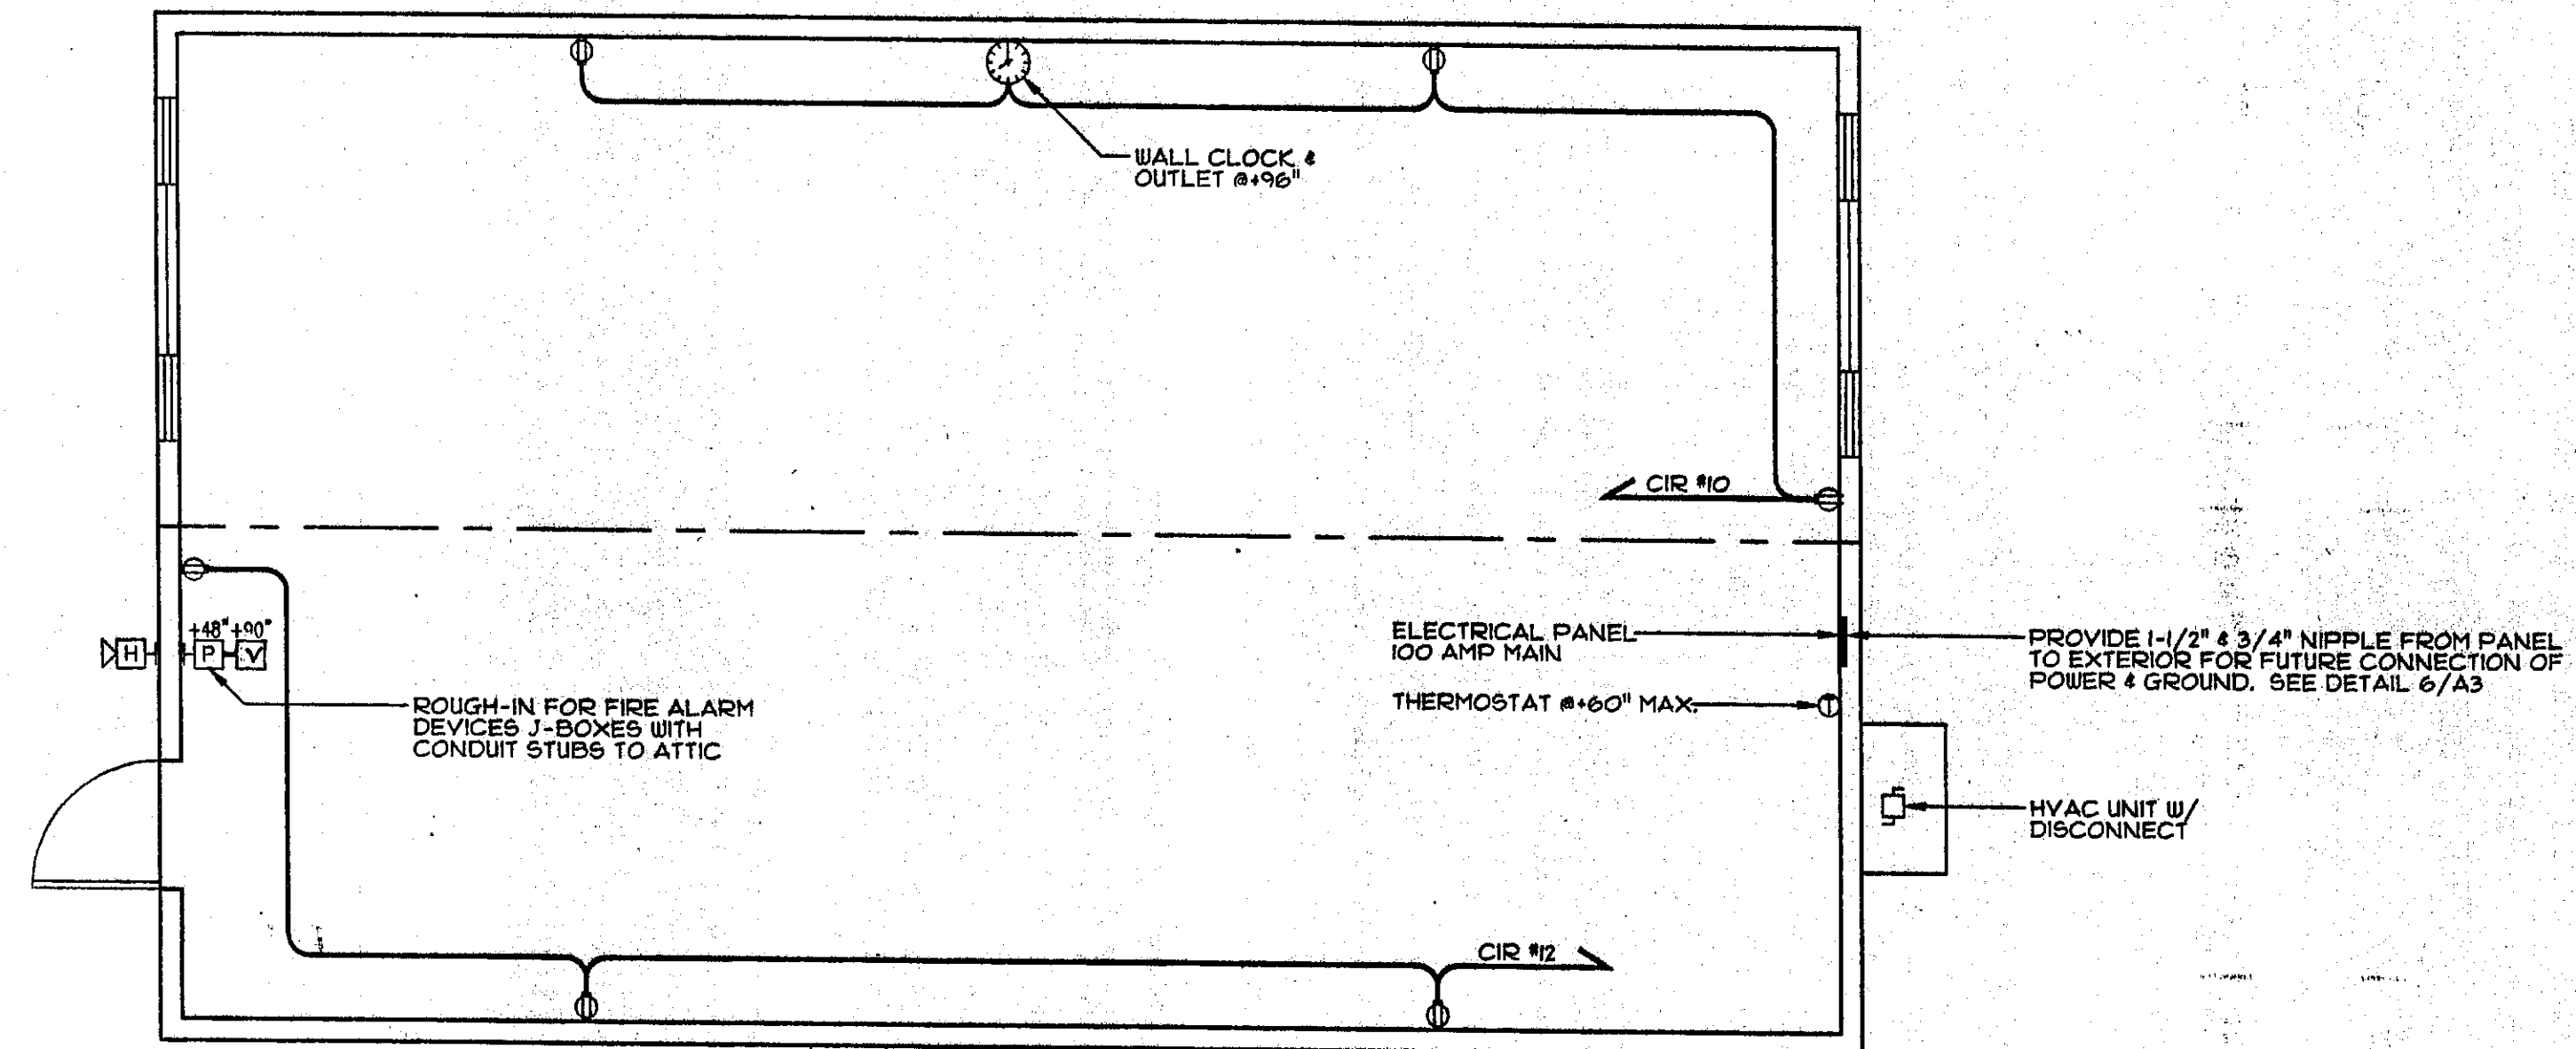 WALL CLOCK &
OUTLET @+96"
CIR #10
+48" +90"
H
P
V
ROUGH-IN FOR FIRE ALARM
DEVICES J-BOXES WITH
CONDUIT STUBS TO ATTIC
ELECTRICAL PANEL
100 AMP MAIN
THERMOSTAT @+60" MAX.
T
PROVIDE 1-1/2" & 3/4" NIPPLE FROM PANEL
TO EXTERIOR FOR FUTURE CONNECTION OF
POWER & GROUND. SEE DETAIL 6/A3
HVAC UNIT W/
DISCONNECT
CIR #12